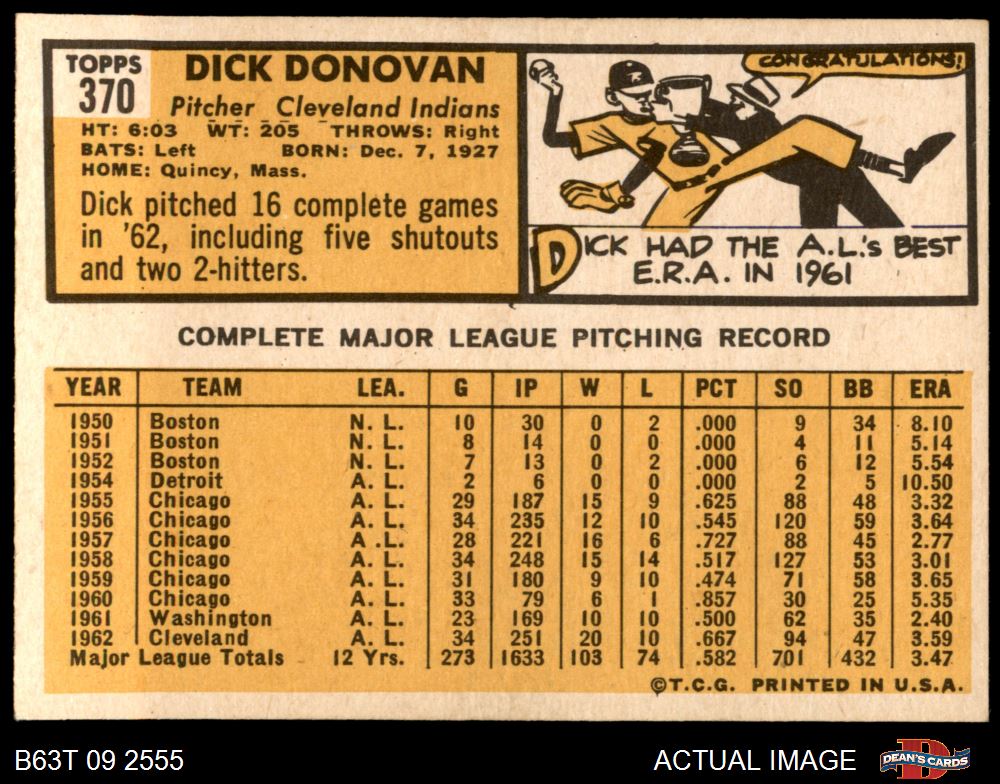 TOPPS
370
DICK DONOVAN
Pitcher Cleveland Indians
HT: 6:03 WT: 205 THROWS: Right
BATS: Left BORN: Dec. 7, 1927
HOME: Quincy, Mass.
Dick pitched 16 complete games
in '62, including five shutouts
and two 2-hitters.
CONGRATULATIONS!
DICK HAD THE A.L.'s BEST
E.R.A. IN 1961
COMPLETE MAJOR LEAGUE PITCHING RECORD
YEAR TEAM LEA. G IP W L PCT SO BB ERA
1950 Boston N. L. 10 30 0 2 .000 9 34 8.10
1951 Boston N. L. 8 14 0 0 .000 4 11 5.14
1952 Boston N. L. 7 13 0 2 .000 6 12 5.54
1954 Detroit A. L. 2 6 0 0 .000 2 5 10.50
1955 Chicago A. L. 29 187 15 9 .625 88 48 3.32
1956 Chicago A. L. 34 235 12 10 .545 120 59 3.64
1957 Chicago A .L. 28 221 16 6 .727 88 45 2.77
1958 Chicago A. L. 34 248 15 14 .517 127 53 3.01
1959 Chicago A. L. 31 180 9 10 .474 71 58 3.65
1960 Chicago A. L. 33 79 6 1 .857 30 25 5.35
1961 Washington A. L. 23 169 10 10 .500 62 35 2.40
1962 Cleveland A. L. 34 251 20 10 .667 94 47 3.59
Major League Totals 12 Yrs. 273 1633 103 74 .582 701 432 3.47
©T.C.G. PRINTED IN U.S.A.
B63T 09 2555
ACTUAL IMAGE
DEAN'S CARDS